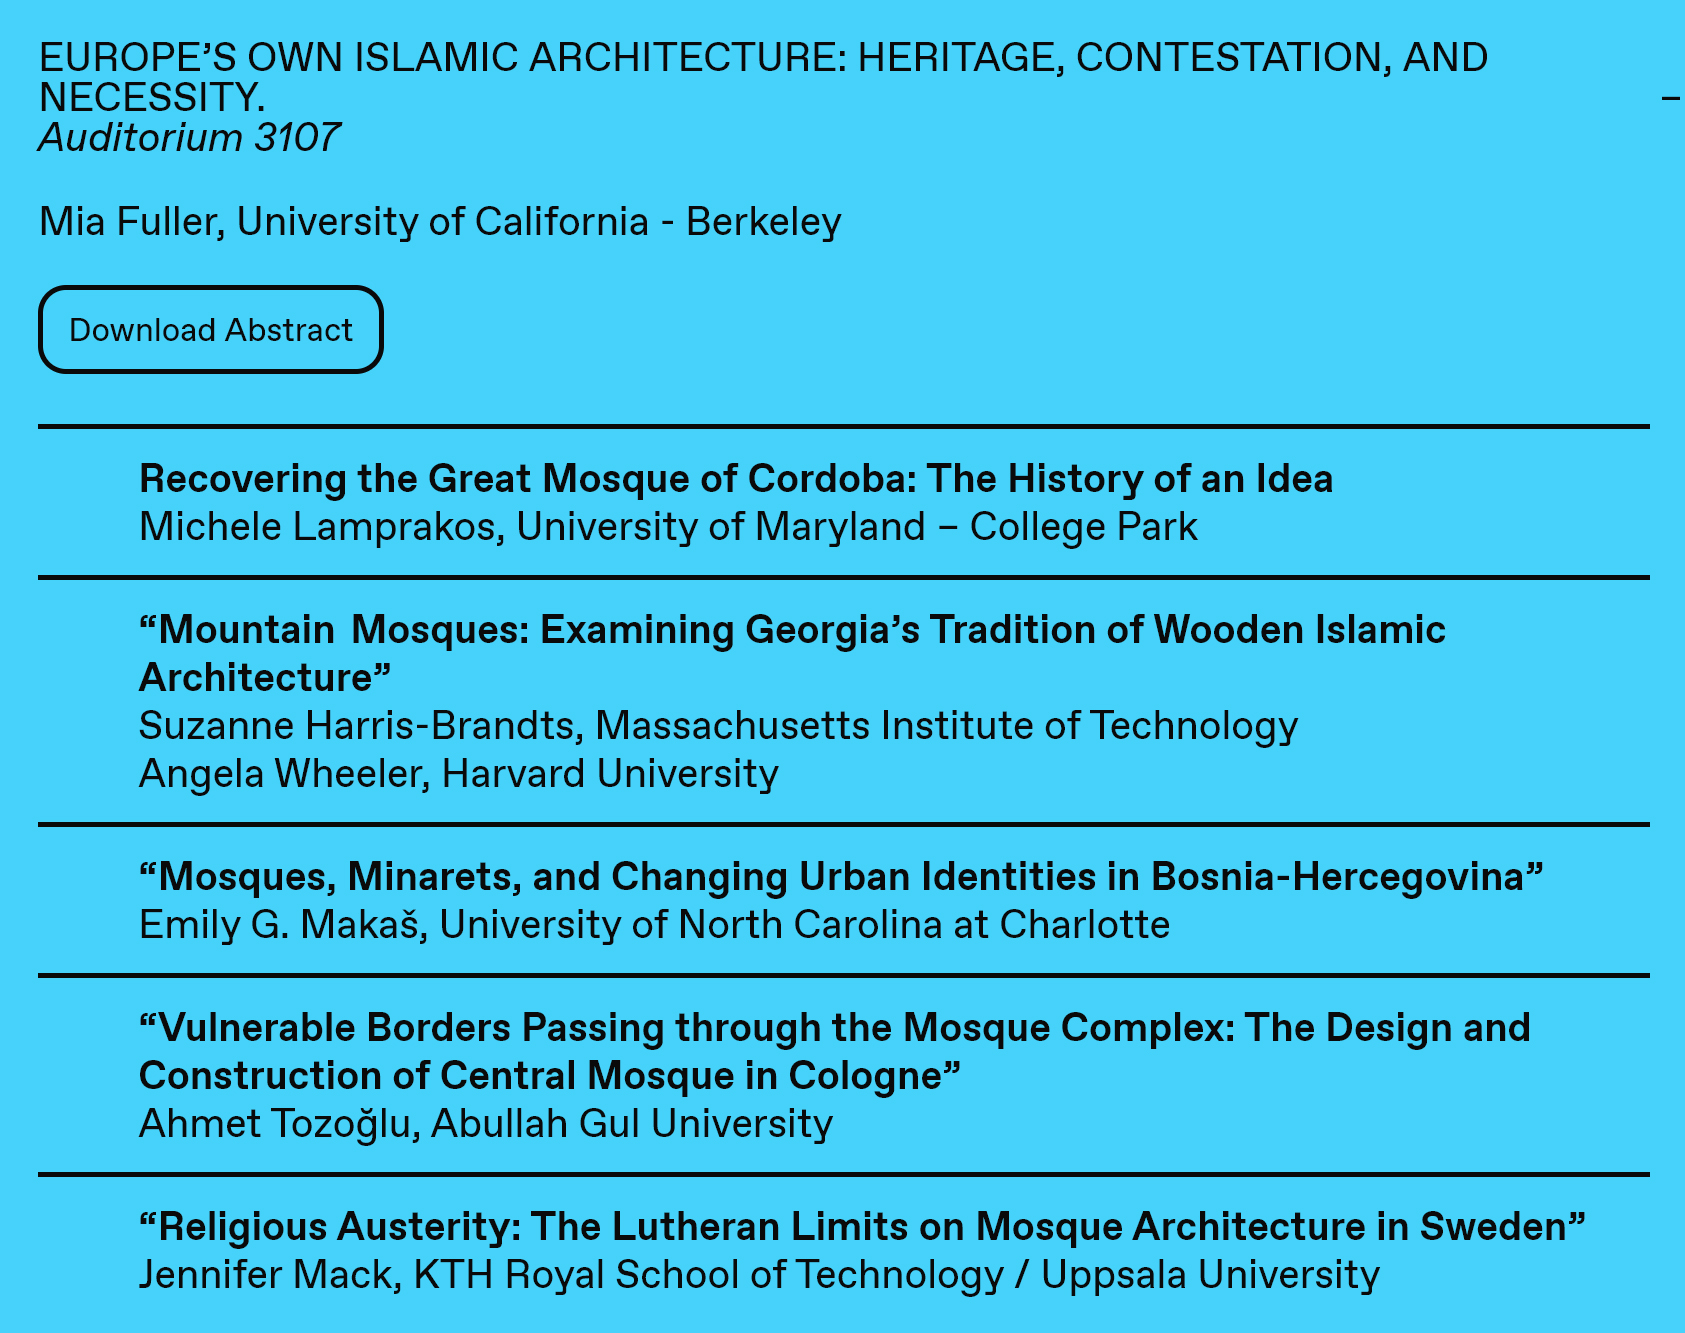 EUROPE’S OWN ISLAMIC ARCHITECTURE: HERITAGE, CONTESTATION, AND
NECESSITY.
–
Auditorium 3107
Mia Fuller, University of California - Berkeley
Download Abstract
Recovering the Great Mosque of Cordoba: The History of an Idea
Michele Lamprakos, University of Maryland – College Park
“Mountain Mosques: Examining Georgia’s Tradition of Wooden Islamic
Architecture”
Suzanne Harris-Brandts, Massachusetts Institute of Technology
Angela Wheeler, Harvard University
“Mosques, Minarets, and Changing Urban Identities in Bosnia-Hercegovina”
Emily G. Makaš, University of North Carolina at Charlotte
“Vulnerable Borders Passing through the Mosque Complex: The Design and
Construction of Central Mosque in Cologne”
Ahmet Tozoğlu, Abullah Gul University
“Religious Austerity: The Lutheran Limits on Mosque Architecture in Sweden”
Jennifer Mack, KTH Royal School of Technology / Uppsala University